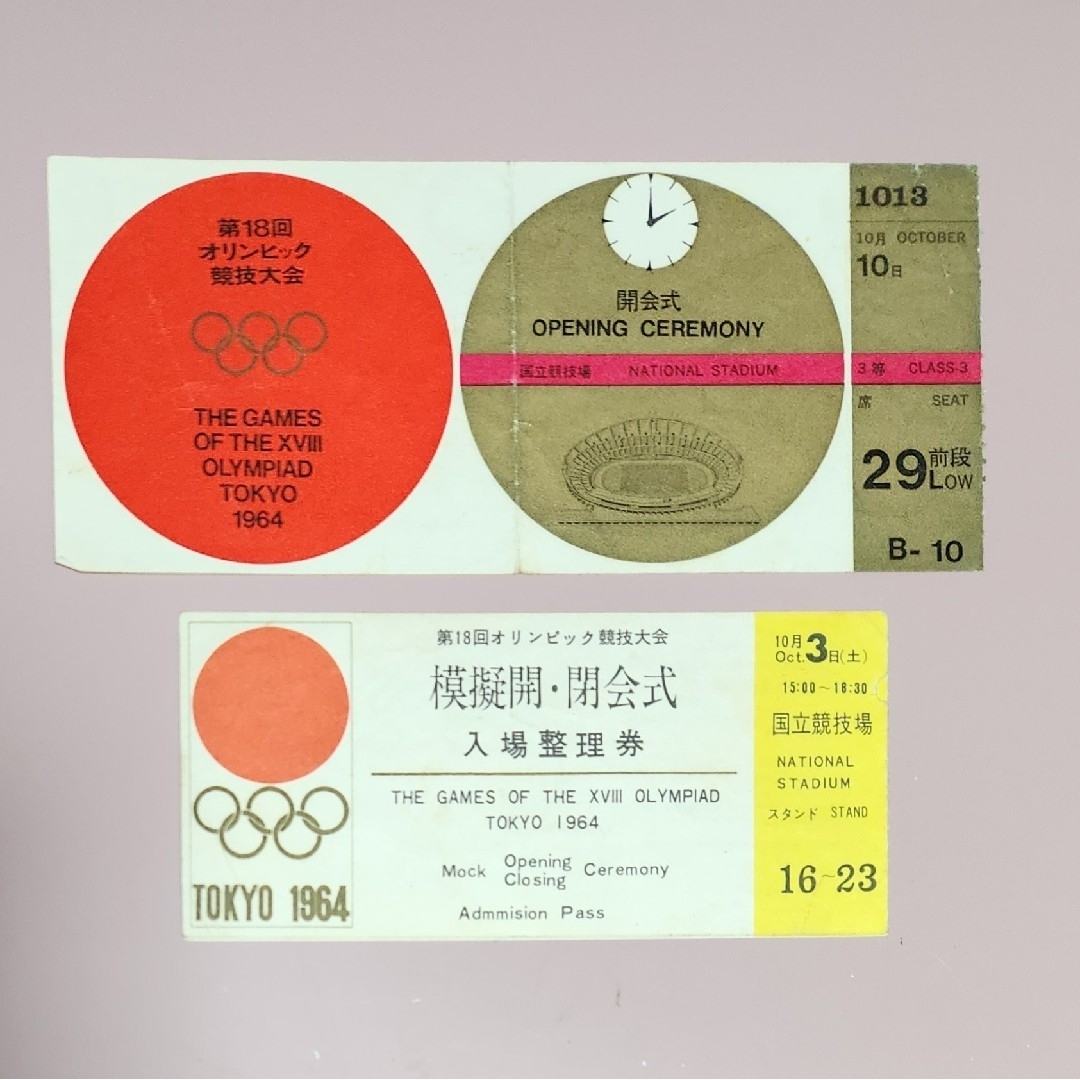 第18回
オリンピック
競技大会
THE GAMES
OF THE XVIII
OLYMPIAD
TOKYO
1964
開会式
OPENING CEREMONY
国立競技場 NATIONAL STADIUM
1013
10月 OCTOBER
10日
3等 CLASS-3
席 SEAT
29前段LOW
B-10
TOKYO 1964
第18回オリンピック競技大会
模擬開・閉会式
入場整理券
THE GAMES OF THE XVIII OLYMPIAD
TOKYO 1964
Mock Opening Closing Ceremony
Admmision Pass
10月 Oct. 3日(土)
15:00~18:30
国立競技場
NATIONAL
STADIUM
スタンド STAND
16~23